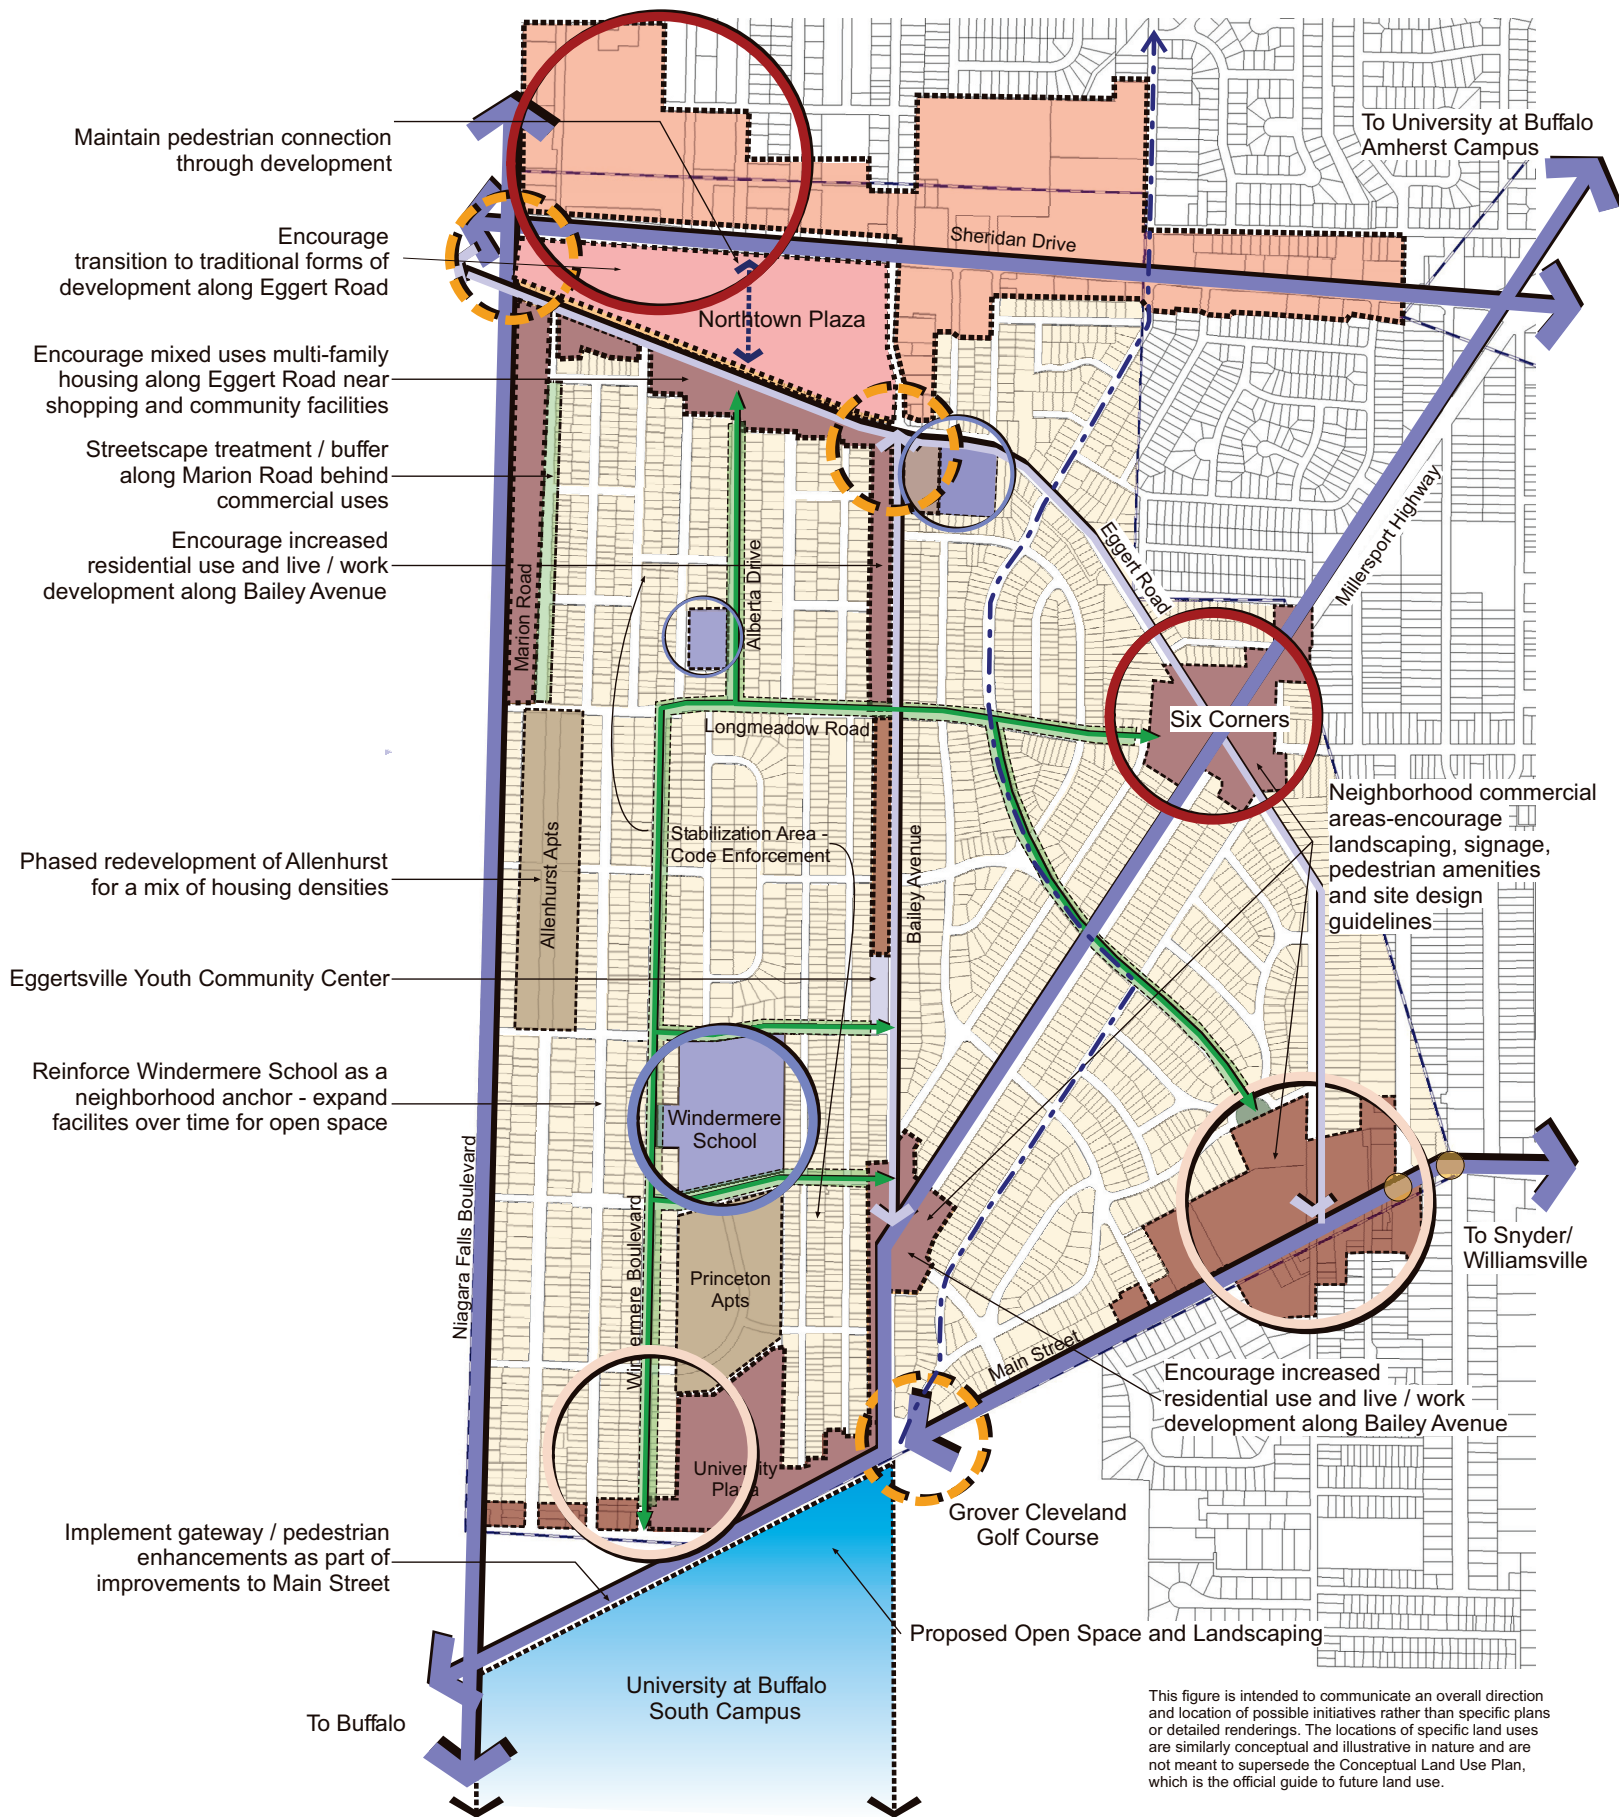 Maintain pedestrian connection
through development
To University at Buffalo
Amherst Campus
Encourage
transition to traditional forms of
development along Eggert Road
Sheridan Drive
Northtown Plaza
Encourage mixed uses multi-family
housing along Eggert Road near
shopping and community facilities
Streetscape treatment / buffer
along Marion Road behind
commercial uses
Encourage increased
residential use and live / work
development along Bailey Avenue
Marion Road
Alberta Drive
Eggert Road
Millersport Highway
Longmeadow Road
Six Corners
Neighborhood commercial
areas-encourage
landscaping, signage,
pedestrian amenities
and site design
guidelines
Stabilization Area -
Code Enforcement
Phased redevelopment of Allenhurst
for a mix of housing densities
Allenhurst Apts
Bailey Avenue
Eggertsville Youth Community Center
Reinforce Windermere School as a
neighborhood anchor - expand
facilites over time for open space
Windermere
School
Niagara Falls Boulevard
Windermere Boulevard
Princeton
Apts
To Snyder/
Williamsville
Main Street
Encourage increased
residential use and live / work
development along Bailey Avenue
University
Plaza
Grover Cleveland
Golf Course
Implement gateway / pedestrian
enhancements as part of
improvements to Main Street
Proposed Open Space and Landscaping
University at Buffalo
South Campus
To Buffalo
This figure is intended to communicate an overall direction
and location of possible initiatives rather than specific plans
or detailed renderings. The locations of specific land uses
are similarly conceptual and illustrative in nature and are
not meant to supersede the Conceptual Land Use Plan,
which is the official guide to future land use.